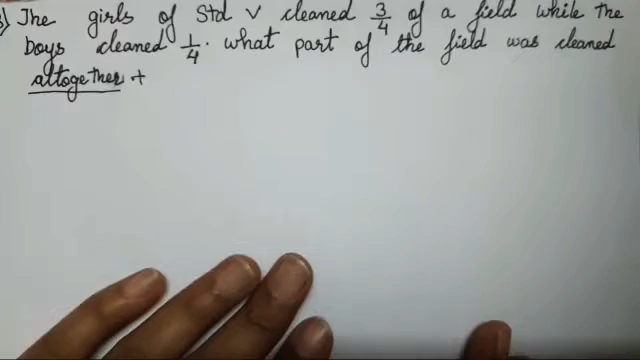 The girls of Std V cleaned 3/4 of a field while the
boys cleaned 1/4. what part of the field was cleaned
altogether +